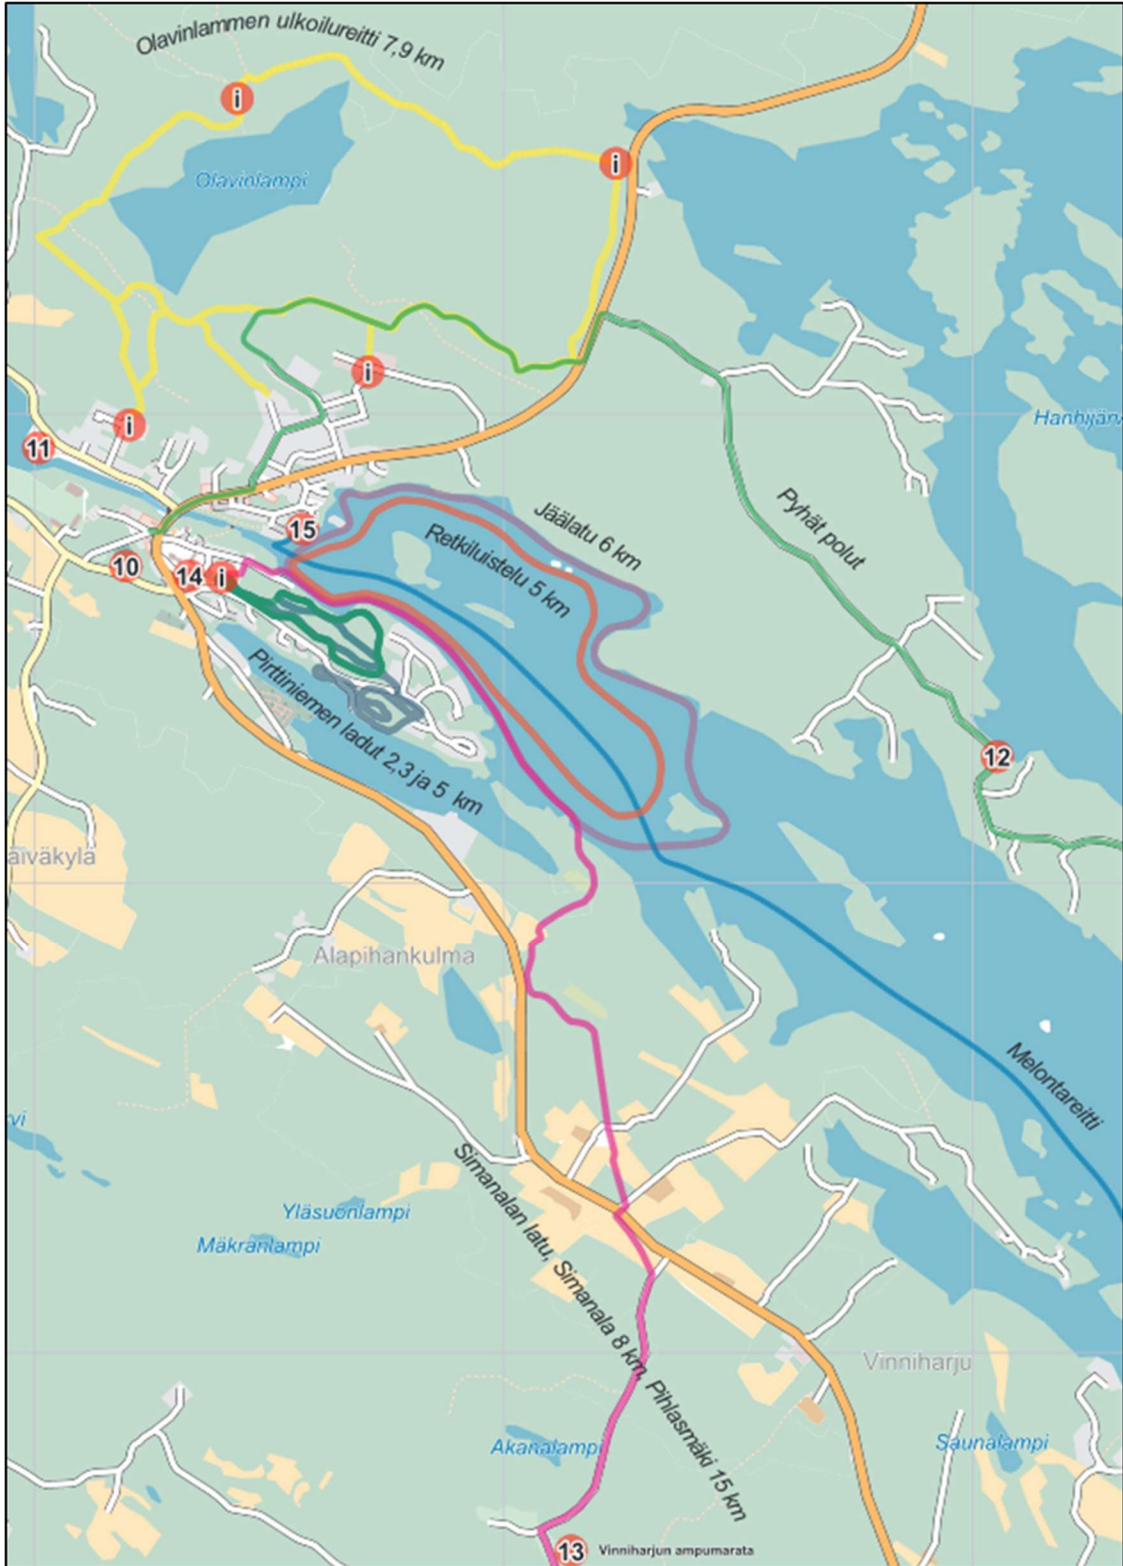 Olavinlammen ulkoilureitti 7,9 km
i
i
Olavinlampi
i
i
11
Hanhijärv
Pyhät polut
Jäälatu 6 km
Retkiluistelu 5 km
15
10
14
i
Pirttiniemen ladut 2,3 ja 5 km
12
äiväkylä
Alapihankulma
Melontareitti
vi
Simanalan latu, Simanala 8 km, Pihlasmäki 15 km
Yläsuonlampi
Mäkränlampi
Vinniharju
Akanalampi
Saunalampi
13
Vinniharjun ampumarata